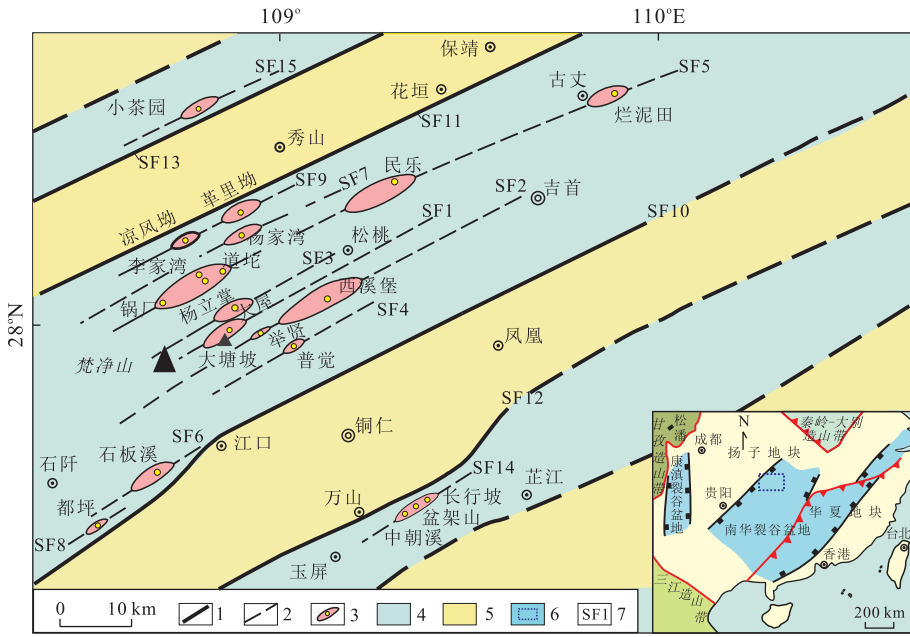 109°
110°E
28°N
保靖
SF15
小茶园
花垣
古丈
SF5
烂泥田
SF11
秀山
SF13
民乐
SF9
SF7
革里坳
SF2
吉首
凉风坳
杨家湾
SF1
SF10
松桃
李家湾
道坨
SF3
西溪堡
锅厂
杨立掌
大屋
SF4
举贤
凤凰
梵净山
大塘坡
普觉
SF12
铜仁
SF6
江口
石阡
石板溪
SF14
芷江
都坪
万山
长行坡
盆架山
中朝溪
SF8
玉屏
0 10 km
1
2
3
4
5
6
SF1 7
N
松潘
甘孜造山带
成都
扬子地块
秦岭-大别
造山带
康滇裂谷盆地
贵阳
华夏地块
南华裂谷盆地
台北
香港
三江造山带
200 km